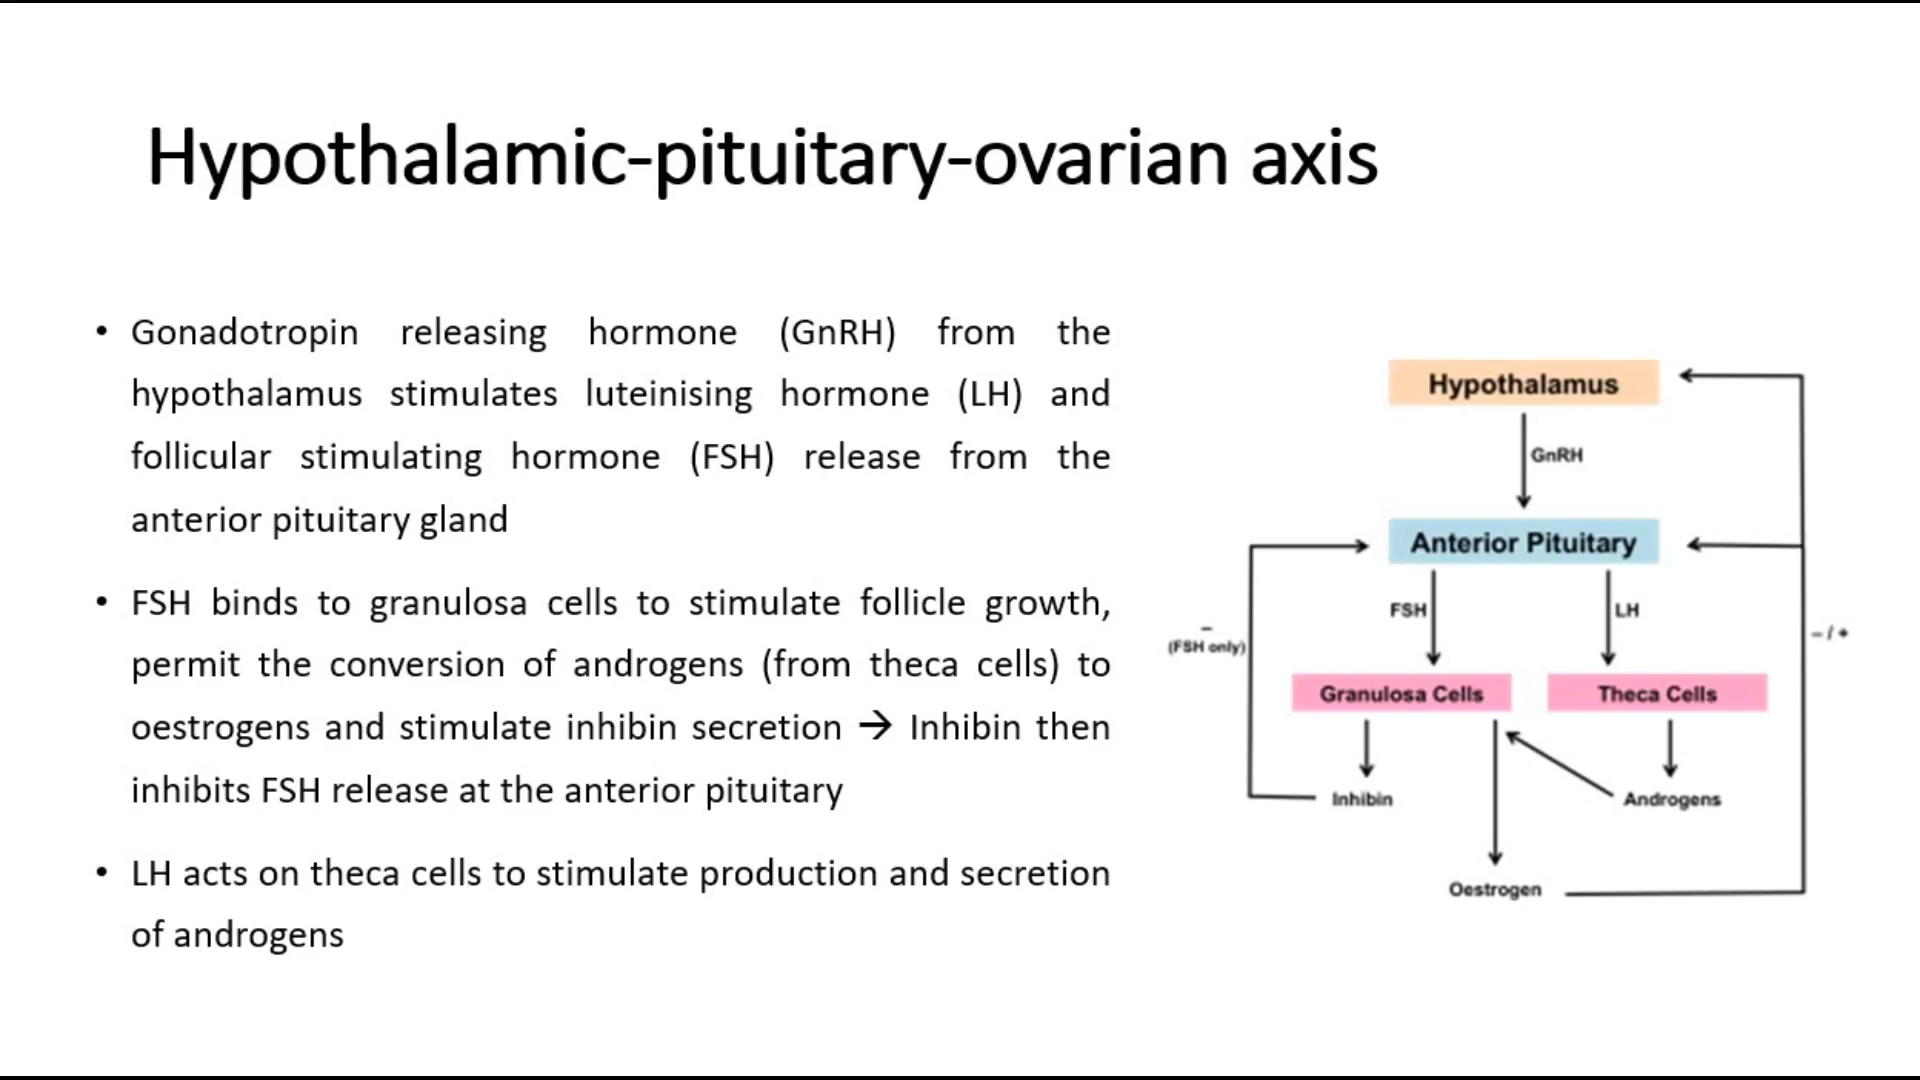 Hypothalamic-pituitary-ovarian axis
• Gonadotropin releasing hormone (GnRH) from the
hypothalamus stimulates luteinising hormone (LH) and
follicular stimulating hormone (FSH) release from the
anterior pituitary gland
• FSH binds to granulosa cells to stimulate follicle growth,
permit the conversion of androgens (from theca cells) to
oestrogens and stimulate inhibin secretion → Inhibin then
inhibits FSH release at the anterior pituitary
• LH acts on theca cells to stimulate production and secretion
of androgens
Hypothalamus
GnRH
Anterior Pituitary
FSH
LH
–
(FSH only)
– / +
Granulosa Cells
Theca Cells
Inhibin
Androgens
Oestrogen